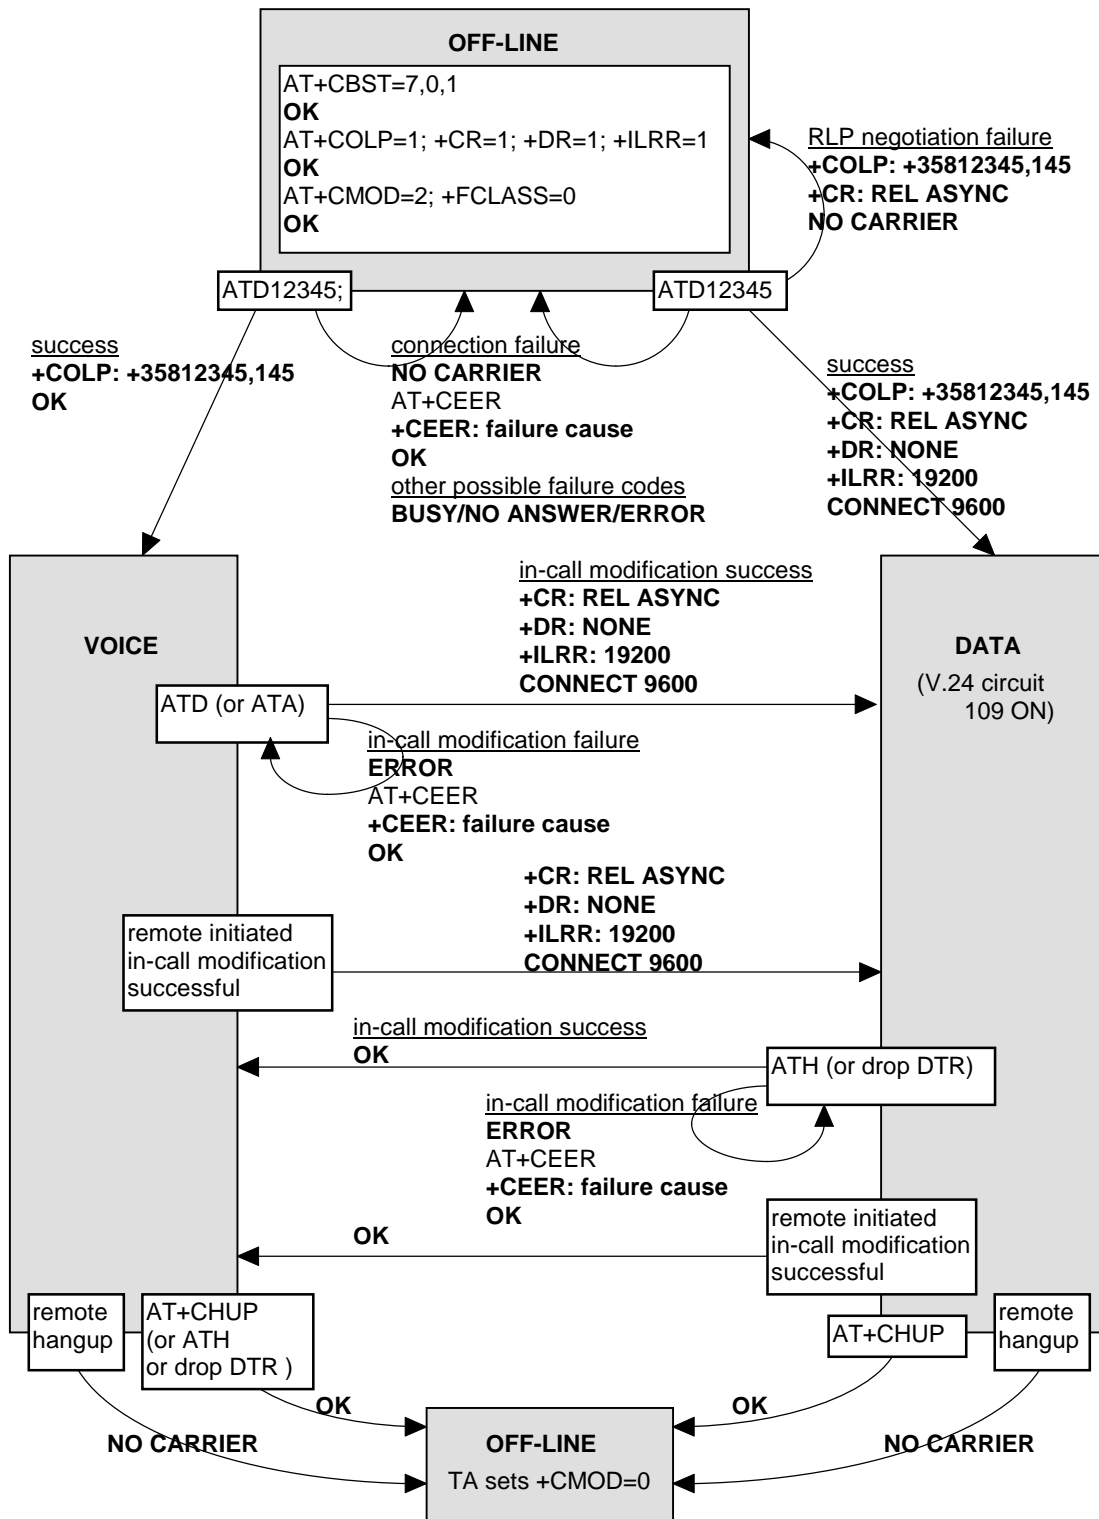 OFF-LINE
AT+CBST=7,0,1
OK
AT+COLP=1; +CR=1; +DR=1; +ILRR=1
OK
AT+CMOD=2; +FCLASS=0
OK
RLP negotiation failure
+COLP: +35812345,145
+CR: REL ASYNC
NO CARRIER
ATD12345;
ATD12345
success
+COLP: +35812345,145
OK
connection failure
NO CARRIER
AT+CEER
+CEER: failure cause
OK
other possible failure codes
BUSY/NO ANSWER/ERROR
success
+COLP: +35812345,145
+CR: REL ASYNC
+DR: NONE
+ILRR: 19200
CONNECT 9600
VOICE
in-call modification success
+CR: REL ASYNC
+DR: NONE
+ILRR: 19200
CONNECT 9600
DATA
(V.24 circuit
109 ON)
ATD (or ATA)
in-call modification failure
ERROR
AT+CEER
+CEER: failure cause
OK
+CR: REL ASYNC
+DR: NONE
+ILRR: 19200
CONNECT 9600
remote initiated
in-call modification
successful
in-call modification success
OK
ATH (or drop DTR)
in-call modification failure
ERROR
AT+CEER
+CEER: failure cause
OK
remote initiated
in-call modification
successful
OK
remote
hangup
AT+CHUP
(or ATH
or drop DTR )
AT+CHUP
remote
hangup
OK
NO CARRIER
OK
NO CARRIER
OFF-LINE
TA sets +CMOD=0